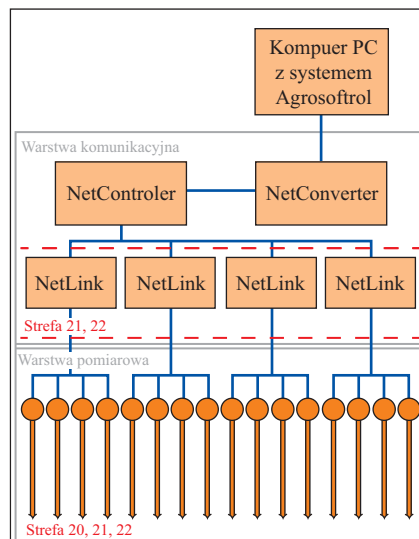 Kompuer PC
z systemem
Agrosoftrol
Warstwa komunikacyjna
NetControler
NetConverter
NetLink
NetLink
NetLink
NetLink
Strefa 21, 22
Warstwa pomiarowa
Strefa 20, 21, 22